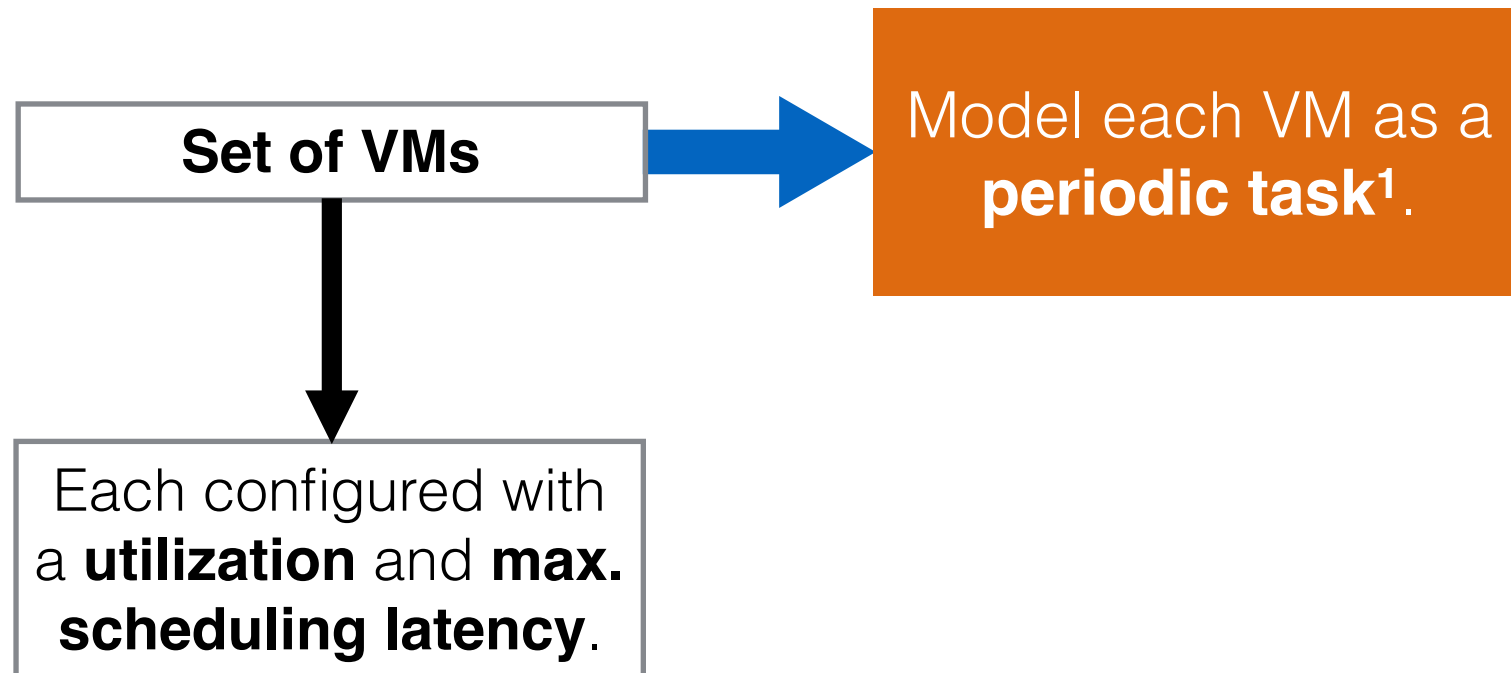 Set of VMs
Model each VM as a
periodic task¹.
Each configured with
a utilization and max.
scheduling latency.